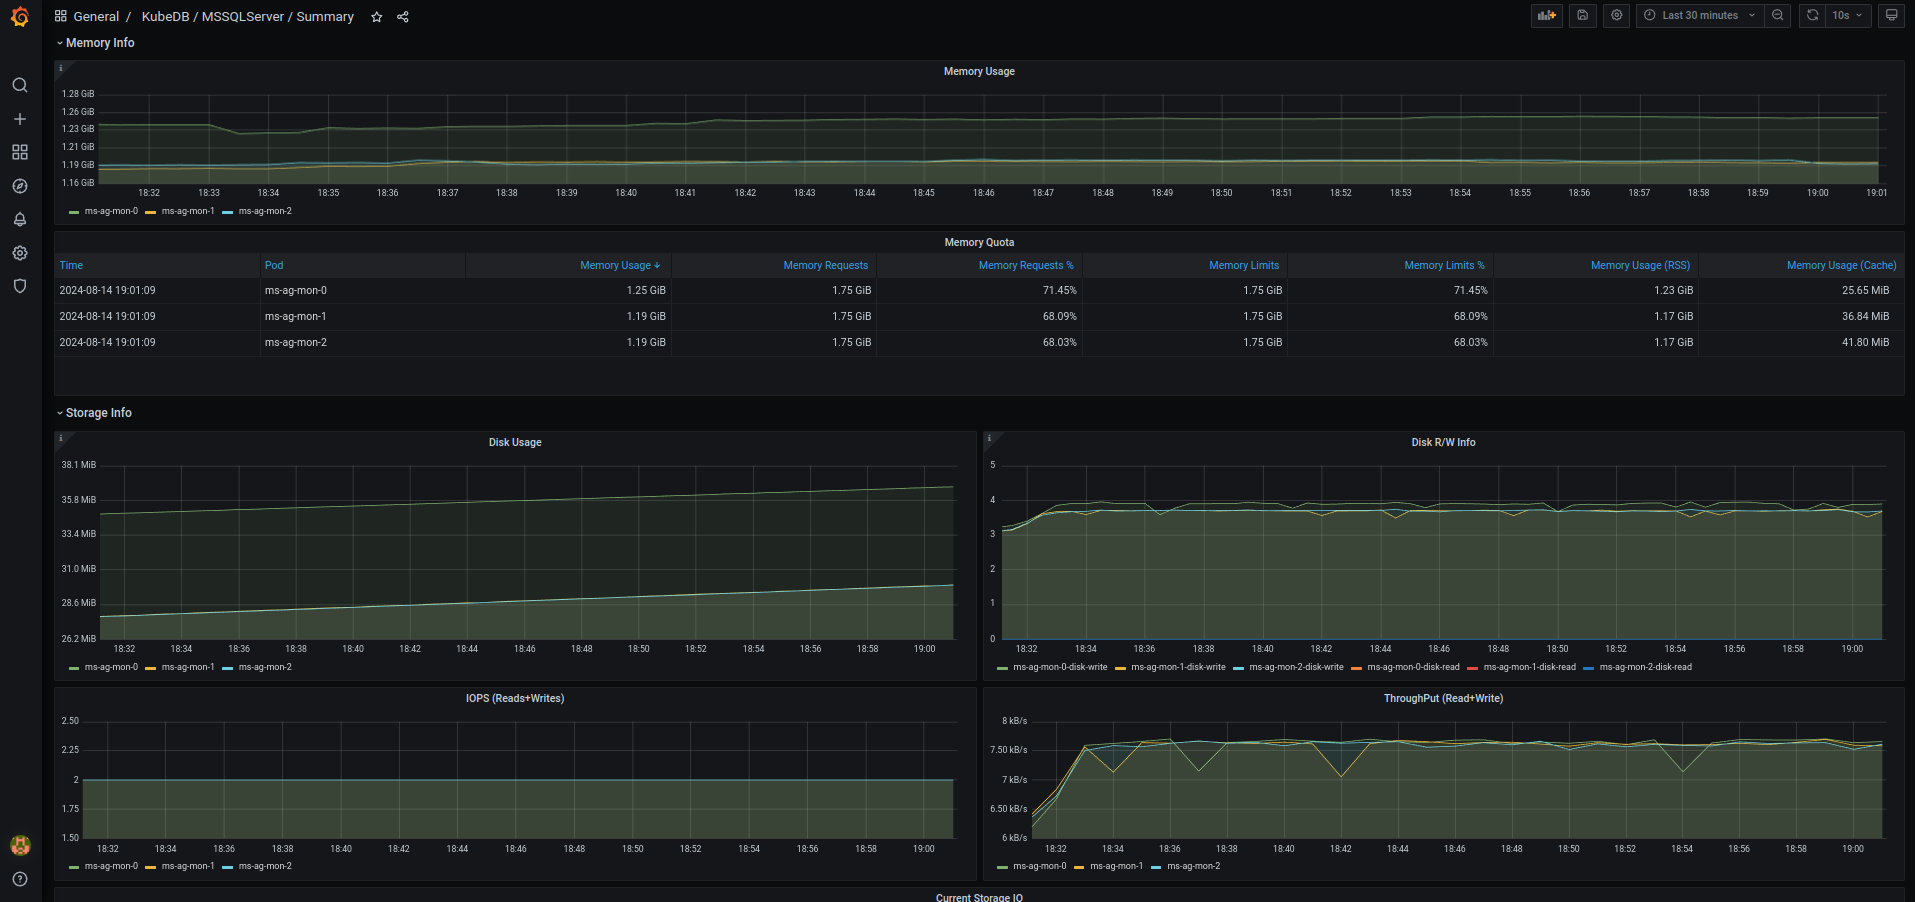 General / KubeDB / MSSQLServer / Summary
Last 30 minutes
10s
Memory Info
i
Memory Usage
1.28 GiB
1.26 GiB
1.23 GiB
1.21 GiB
1.19 GiB
1.16 GiB
18:32 18:33 18:34 18:35 18:36 18:37 18:38 18:39 18:40 18:41 18:42 18:43 18:44 18:45 18:46 18:47 18:48 18:49 18:50 18:51 18:52 18:53 18:54 18:55 18:56 18:57 18:58 18:59 19:00 19:01
ms-ag-mon-0 ms-ag-mon-1 ms-ag-mon-2
Memory Quota
Time Pod Memory Usage Memory Requests Memory Requests % Memory Limits Memory Limits % Memory Usage (RSS) Memory Usage (Cache)
2024-08-14 19:01:09 ms-ag-mon-0 1.25 GiB 1.75 GiB 71.45% 1.75 GiB 71.45% 1.23 GiB 25.65 MiB
2024-08-14 19:01:09 ms-ag-mon-1 1.19 GiB 1.75 GiB 68.09% 1.75 GiB 68.09% 1.17 GiB 36.84 MiB
2024-08-14 19:01:09 ms-ag-mon-2 1.19 GiB 1.75 GiB 68.03% 1.75 GiB 68.03% 1.17 GiB 41.80 MiB
Storage Info
i
Disk Usage
38.1 MiB
35.8 MiB
33.4 MiB
31.0 MiB
28.6 MiB
26.2 MiB
18:32 18:34 18:36 18:38 18:40 18:42 18:44 18:46 18:48 18:50 18:52 18:54 18:56 18:58 19:00
ms-ag-mon-0 ms-ag-mon-1 ms-ag-mon-2
i
Disk R/W Info
5
4
3
2
1
0
18:32 18:34 18:36 18:38 18:40 18:42 18:44 18:46 18:48 18:50 18:52 18:54 18:56 18:58 19:00
ms-ag-mon-0-disk-write ms-ag-mon-1-disk-write ms-ag-mon-2-disk-write ms-ag-mon-0-disk-read ms-ag-mon-1-disk-read ms-ag-mon-2-disk-read
IOPS (Reads+Writes)
2.50
2.25
2
1.75
1.50
18:32 18:34 18:36 18:38 18:40 18:42 18:44 18:46 18:48 18:50 18:52 18:54 18:56 18:58 19:00
ms-ag-mon-0 ms-ag-mon-1 ms-ag-mon-2
ThroughPut (Read+Write)
8 kB/s
7.50 kB/s
7 kB/s
6.50 kB/s
6 kB/s
18:32 18:34 18:36 18:38 18:40 18:42 18:44 18:46 18:48 18:50 18:52 18:54 18:56 18:58 19:00
ms-ag-mon-0 ms-ag-mon-1 ms-ag-mon-2
Current Storage IO